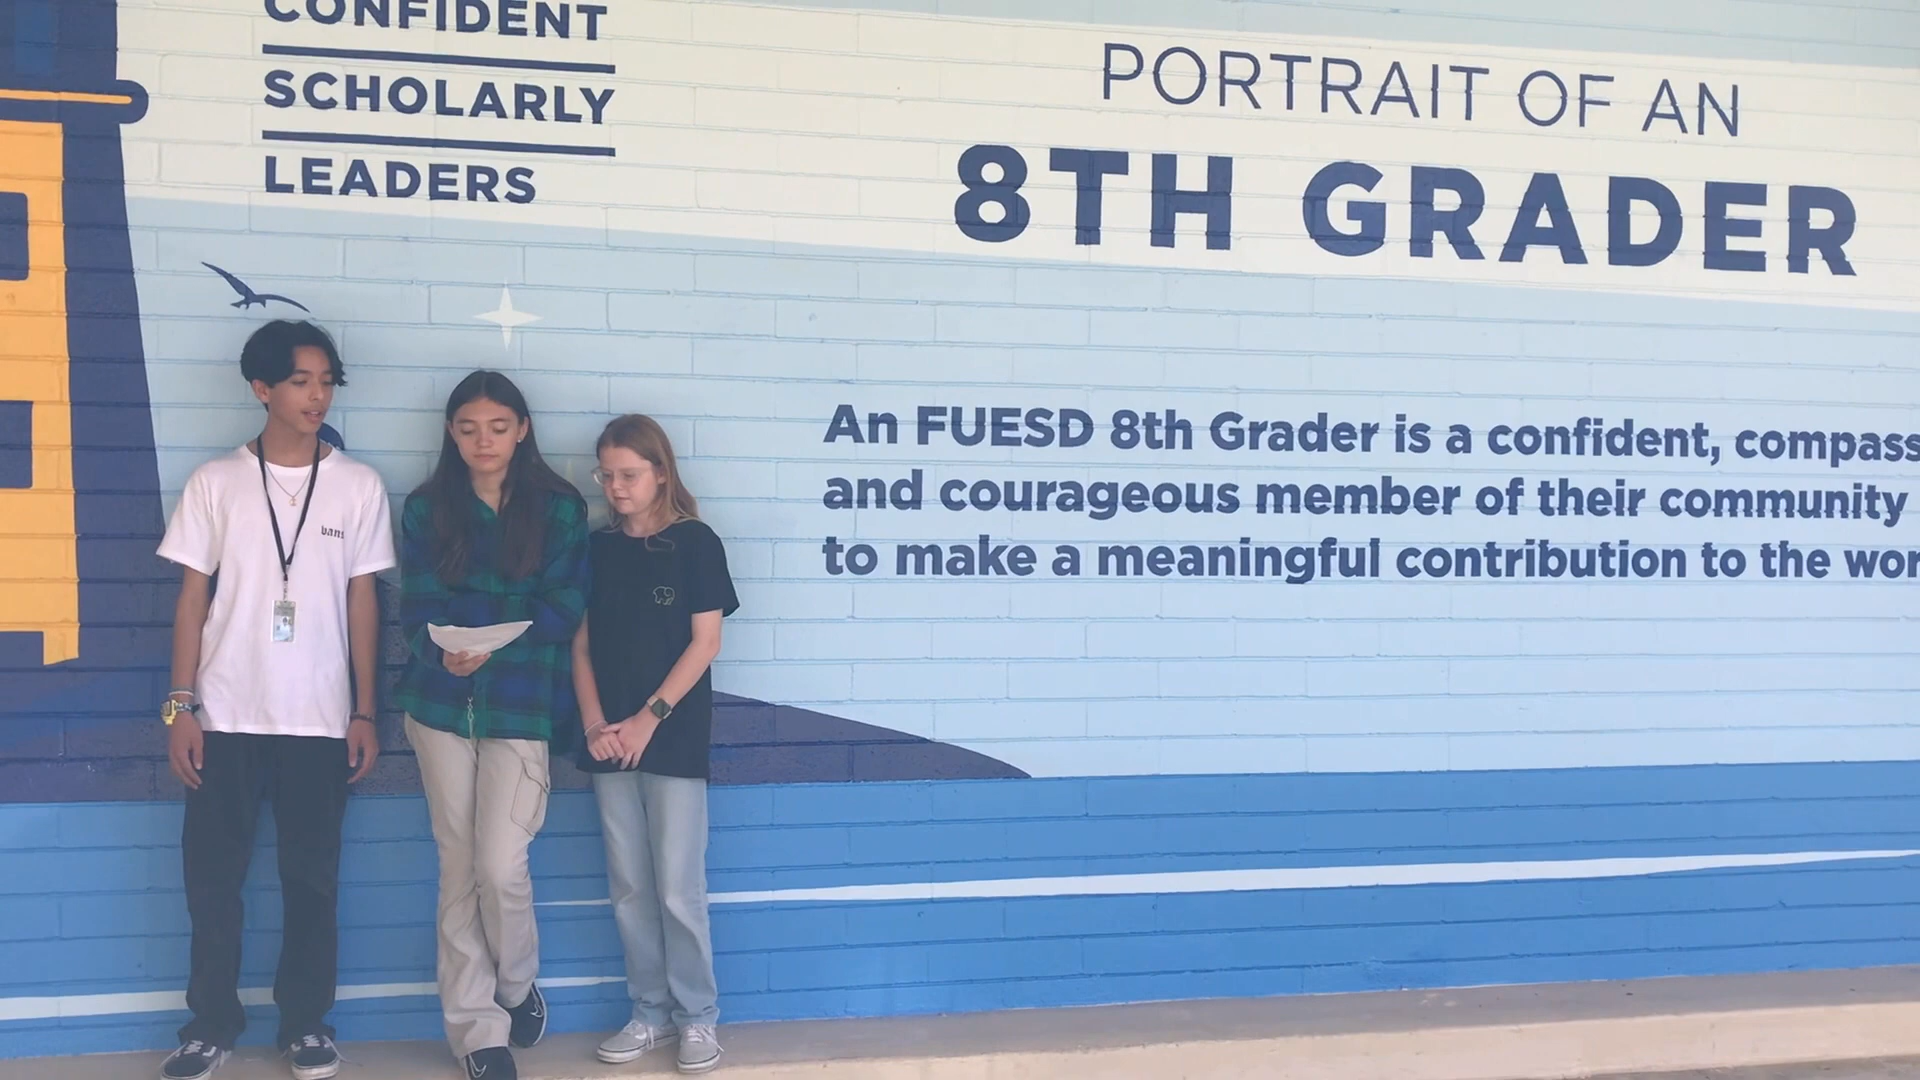 CONFIDENT
SCHOLARLY
LEADERS
PORTRAIT OF AN
8TH GRADER
An FUESD 8th Grader is a confident, compass
and courageous member of their community
to make a meaningful contribution to the wor